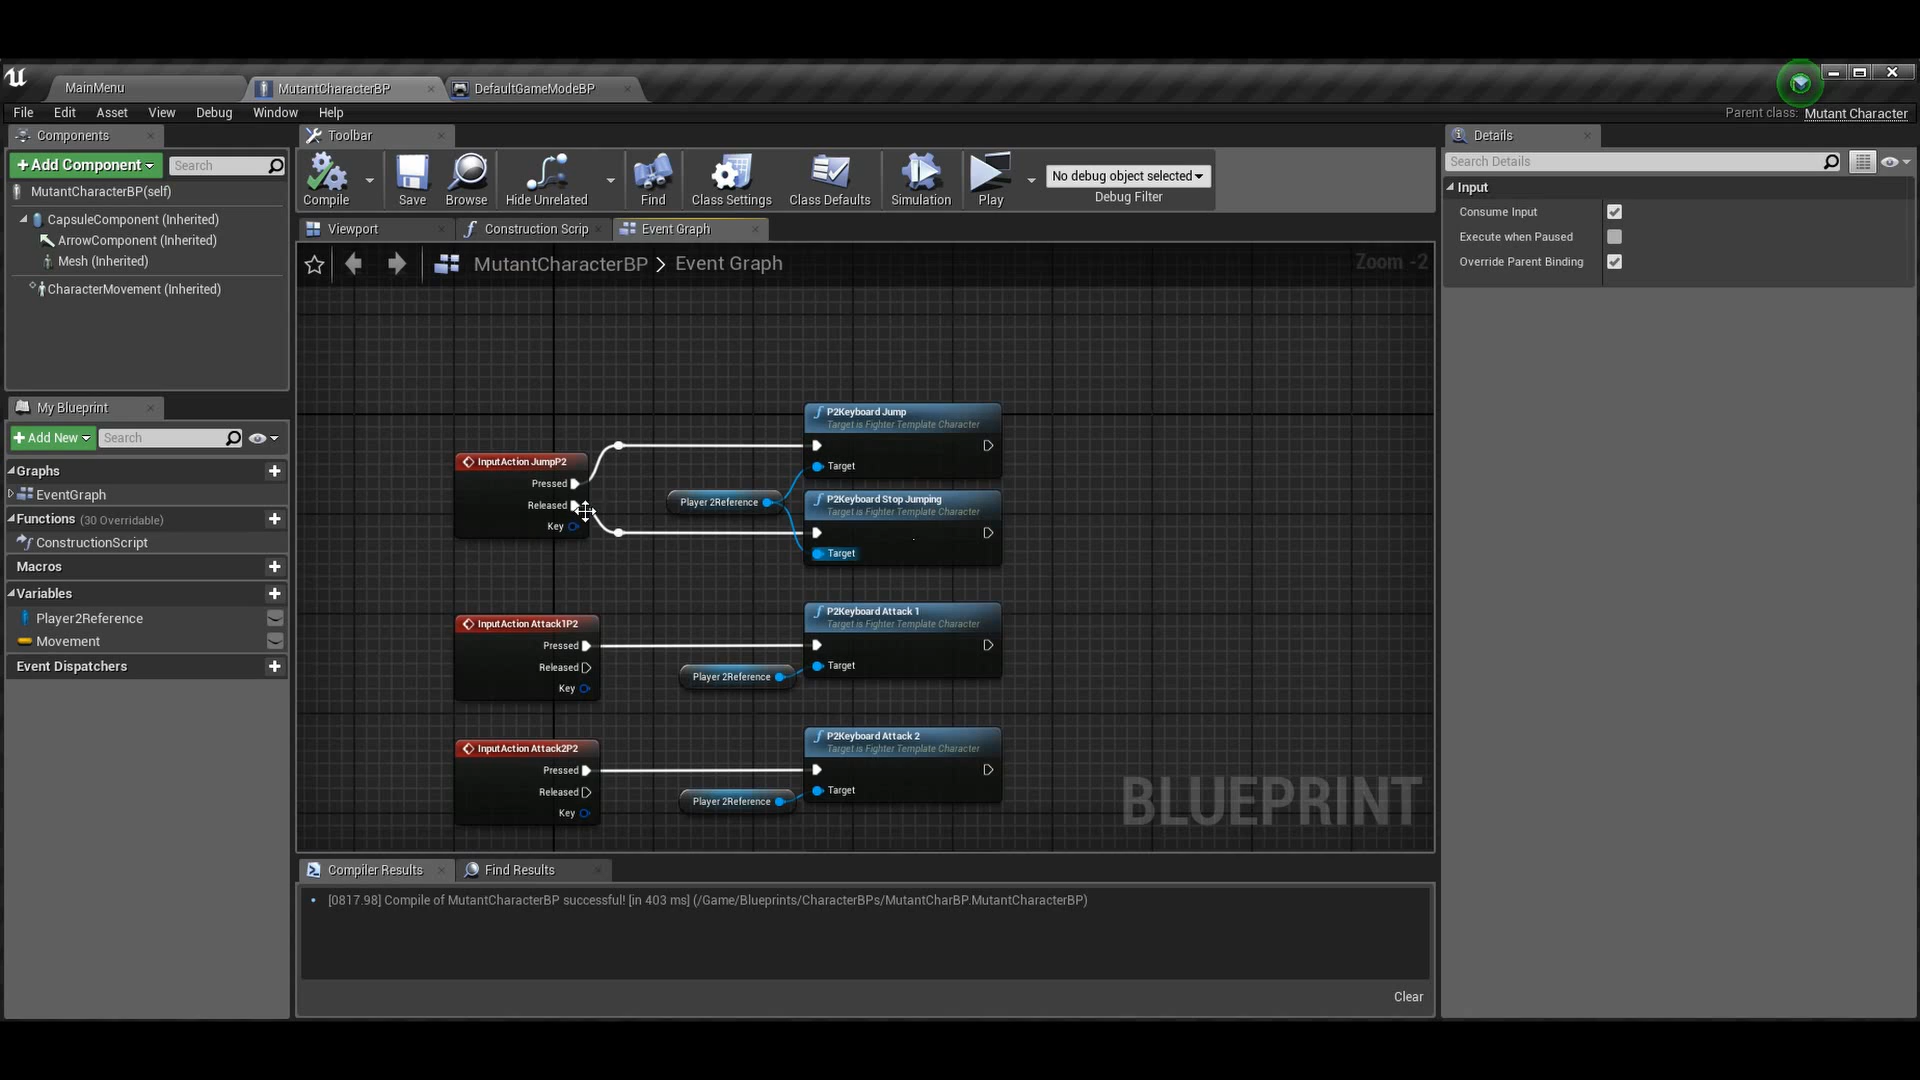 MainMenu
MutantCharacterBP
DefaultGameModeBP
File Edit Asset View Debug Window Help
Parent class: Mutant Character
Components
Toolbar
Details
+Add Component
Search
Search Details
MutantCharacterBP(self)
CapsuleComponent (Inherited)
ArrowComponent (Inherited)
Mesh (Inherited)
CharacterMovement (Inherited)
Compile
Save
Browse
Hide Unrelated
Find
Class Settings
Class Defaults
Simulation
Play
No debug object selected
Debug Filter
Input
Consume Input
Execute when Paused
Override Parent Binding
Viewport
Construction Scrip
Event Graph
MutantCharacterBP > Event Graph
Zoom -2
My Blueprint
+Add New
Search
Graphs
EventGraph
Functions (30 Overridable)
ConstructionScript
Macros
Variables
Player2Reference
Movement
Event Dispatchers
InputAction JumpP2
Pressed
Released
Key
Player 2Reference
P2Keyboard Jump
Target is Fighter Template Character
Target
P2Keyboard Stop Jumping
Target is Fighter Template Character
Target
InputAction Attack1P2
Pressed
Released
Key
Player 2Reference
P2Keyboard Attack 1
Target is Fighter Template Character
Target
InputAction Attack2P2
Pressed
Released
Key
Player 2Reference
P2Keyboard Attack 2
Target is Fighter Template Character
Target
BLUEPRINT
Compiler Results
Find Results
[0817.98] Compile of MutantCharacterBP successful! [in 403 ms] (/Game/Blueprints/CharacterBPs/MutantCharBP.MutantCharacterBP)
Clear